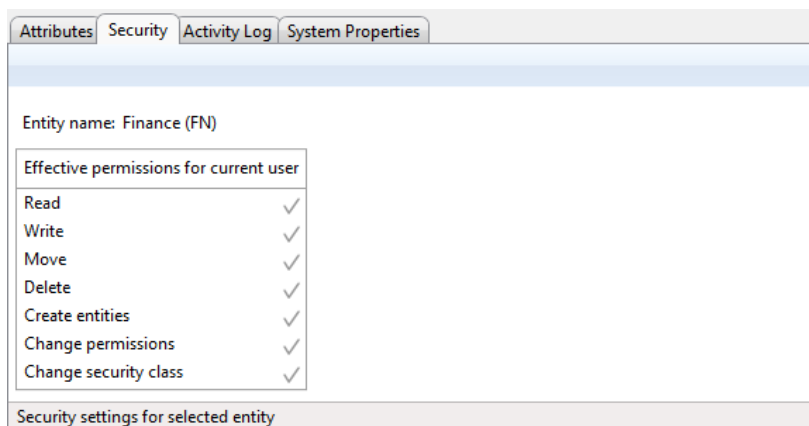 Attributes Security Activity Log System Properties
Entity name: Finance (FN)
Effective permissions for current user
Read
Write
Move
Delete
Create entities
Change permissions
Change security class
Security settings for selected entity